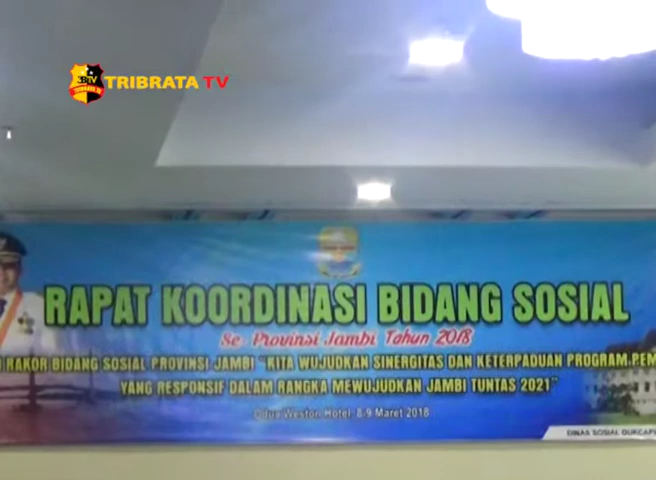 TRIBRATA TV
RAPAT KOORDINASI BIDANG SOSIAL
Se- Provinsi Jambi Tahun 2018
RAKOR BIDANG SOSIAL PROVINSI JAMBI "KITA WUJUDKAN SINERGITAS DAN KETERPADUAN PROGRAM PEM
YANG RESPONSIF DALAM RANGKA MEWUJUDKAN JAMBI TUNTAS 2021"
Weston Hotel, 8-9 Maret 2018
DINAS SOSIAL DUKCAPI